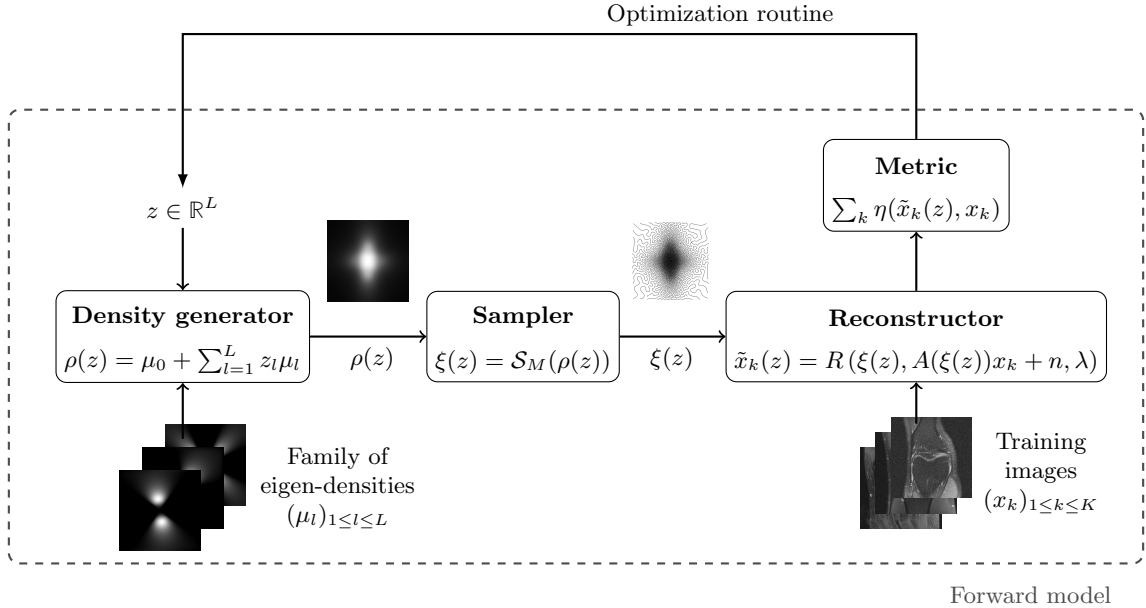 Optimization routine
z ∈ ℝ^L
Metric
∑_k η(x̃_k(z), x_k)
Density generator
ρ(z) = μ_0 + ∑_{l=1}^{L} z_l μ_l
ρ(z)
Sampler
ξ(z) = 𝒮_M(ρ(z))
ξ(z)
Reconstructor
x̃_k(z) = R (ξ(z), A(ξ(z))x_k + n, λ)
Family of
eigen-densities
(μ_l)_{1≤l≤L}
Training
images
(x_k)_{1≤k≤K}
Forward model